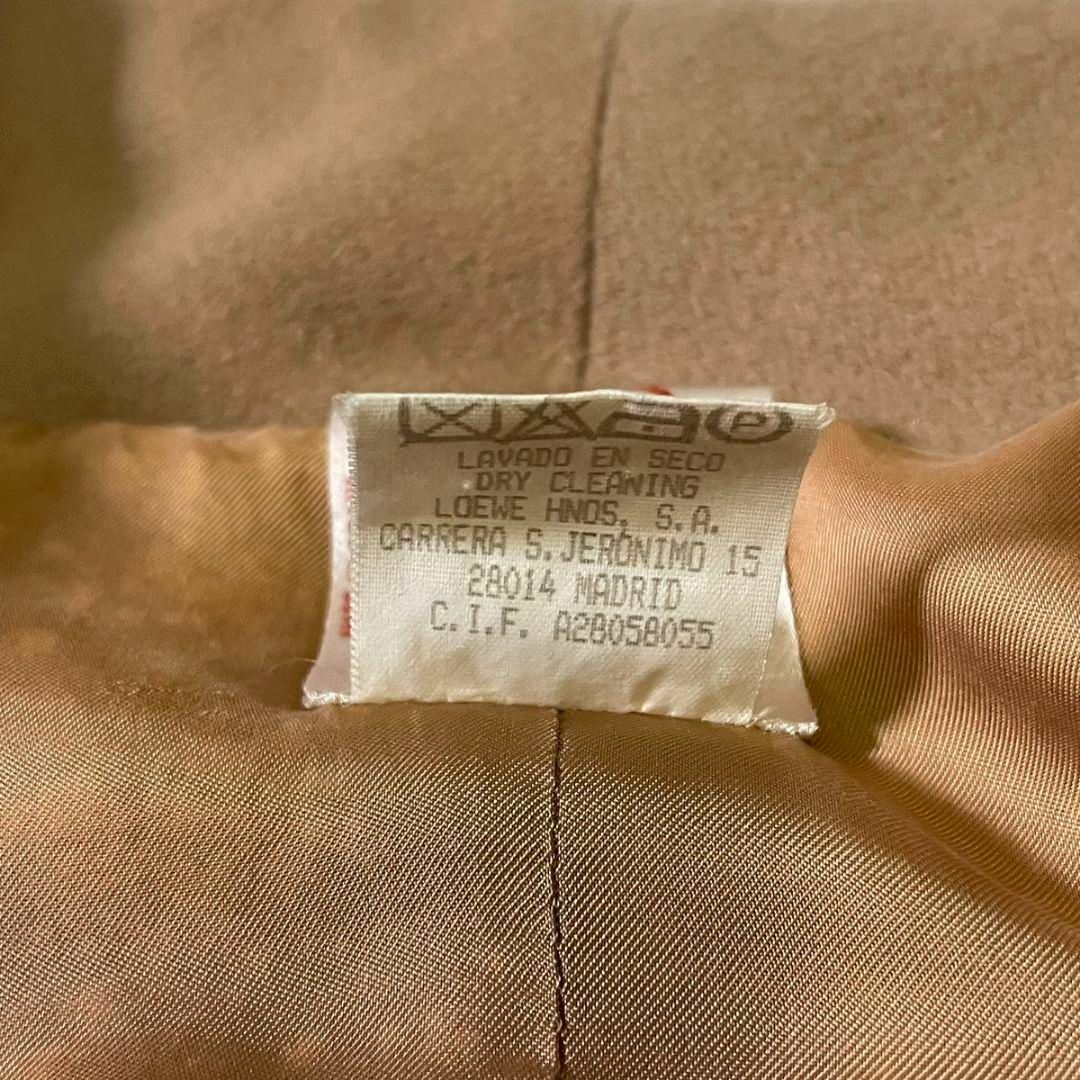 P
LAVADO EN SECO
DRY CLEANING
LOEWE HNOS, S.A.
CARRERA S.JERÓNIMO 15
28014 MADRID
C.I.F. A28058055